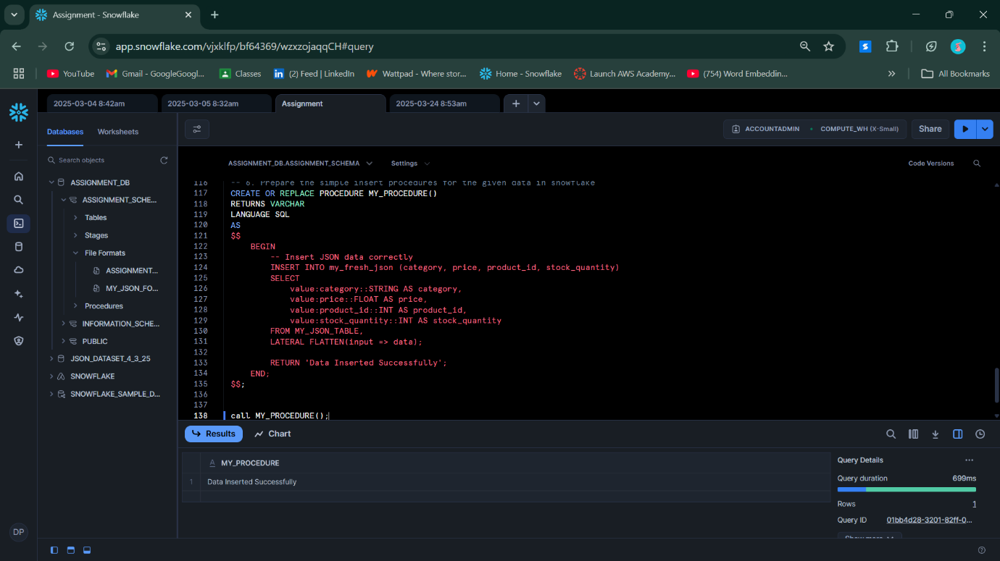 Assignment - Snowflake
app.snowflake.com/vjxklfp/bf64369/wzxzojaqqCH#query
YouTube
Gmail - GoogleGoogl...
Classes
(2) Feed | LinkedIn
Wattpad - Where stor...
Home - Snowflake
Launch AWS Academy...
(754) Word Embeddin...
All Bookmarks
2025-03-04 8:42am
2025-03-05 8:32am
Assignment
2025-03-24 8:53am
Databases
Worksheets
ACCOUNTADMIN
COMPUTE_WH (X-Small)
Share
Search objects
ASSIGNMENT_DB
ASSIGNMENT_SCHE...
Tables
Stages
File Formats
ASSIGNMENT...
MY_JSON_FO...
Procedures
INFORMATION_SCHE...
PUBLIC
JSON_DATASET_4_3_25
SNOWFLAKE
SNOWFLAKE_SAMPLE_D...
DP
ASSIGNMENT_DB.ASSIGNMENT_SCHEMA
Settings
Code Versions
116 -- 6. Prepare the simple insert procedures for the given data in snowflake
117 CREATE OR REPLACE PROCEDURE MY_PROCEDURE()
118 RETURNS VARCHAR
119 LANGUAGE SQL
120 AS
121 $$
122 BEGIN
123 -- Insert JSON data correctly
124 INSERT INTO my_fresh_json (category, price, product_id, stock_quantity)
125 SELECT
126 value:category::STRING AS category,
127 value:price::FLOAT AS price,
128 value:product_id::INT AS product_id,
129 value:stock_quantity::INT AS stock_quantity
130 FROM MY_JSON_TABLE,
131 LATERAL FLATTEN(input => data);
132
133 RETURN 'Data Inserted Successfully';
134 END;
135 $$;
136
137
138 call MY_PROCEDURE();
Results
Chart
A MY_PROCEDURE
1 Data Inserted Successfully
Query Details
Query duration 699ms
Rows 1
Query ID 01bb4d28-3201-82ff-0...
Show more